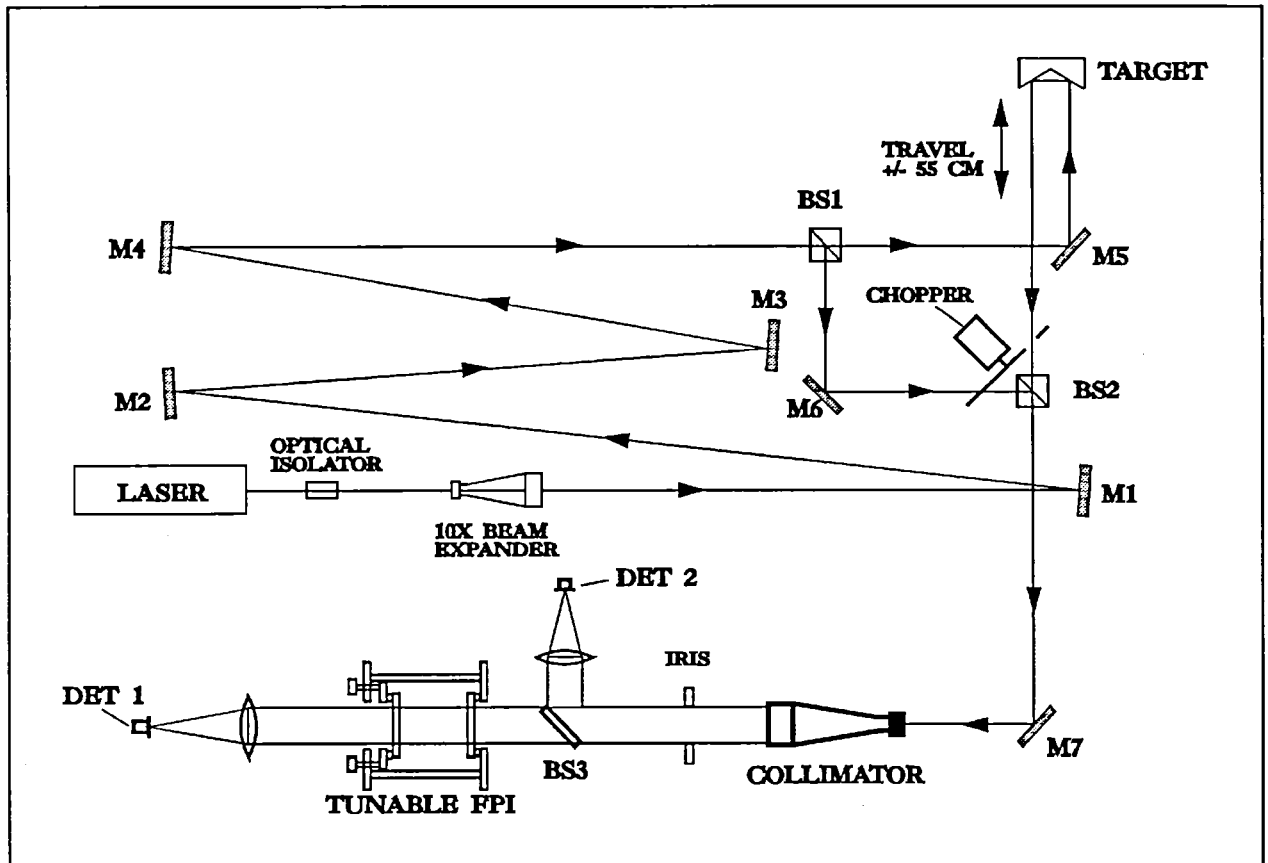 TARGET
TRAVEL
+/- 55 CM
BS1
M4
M5
M3
CHOPPER
M2
M6
BS2
OPTICAL
ISOLATOR
LASER
M1
10X BEAM
EXPANDER
DET 2
IRIS
DET 1
BS3
M7
COLLIMATOR
TUNABLE FPI